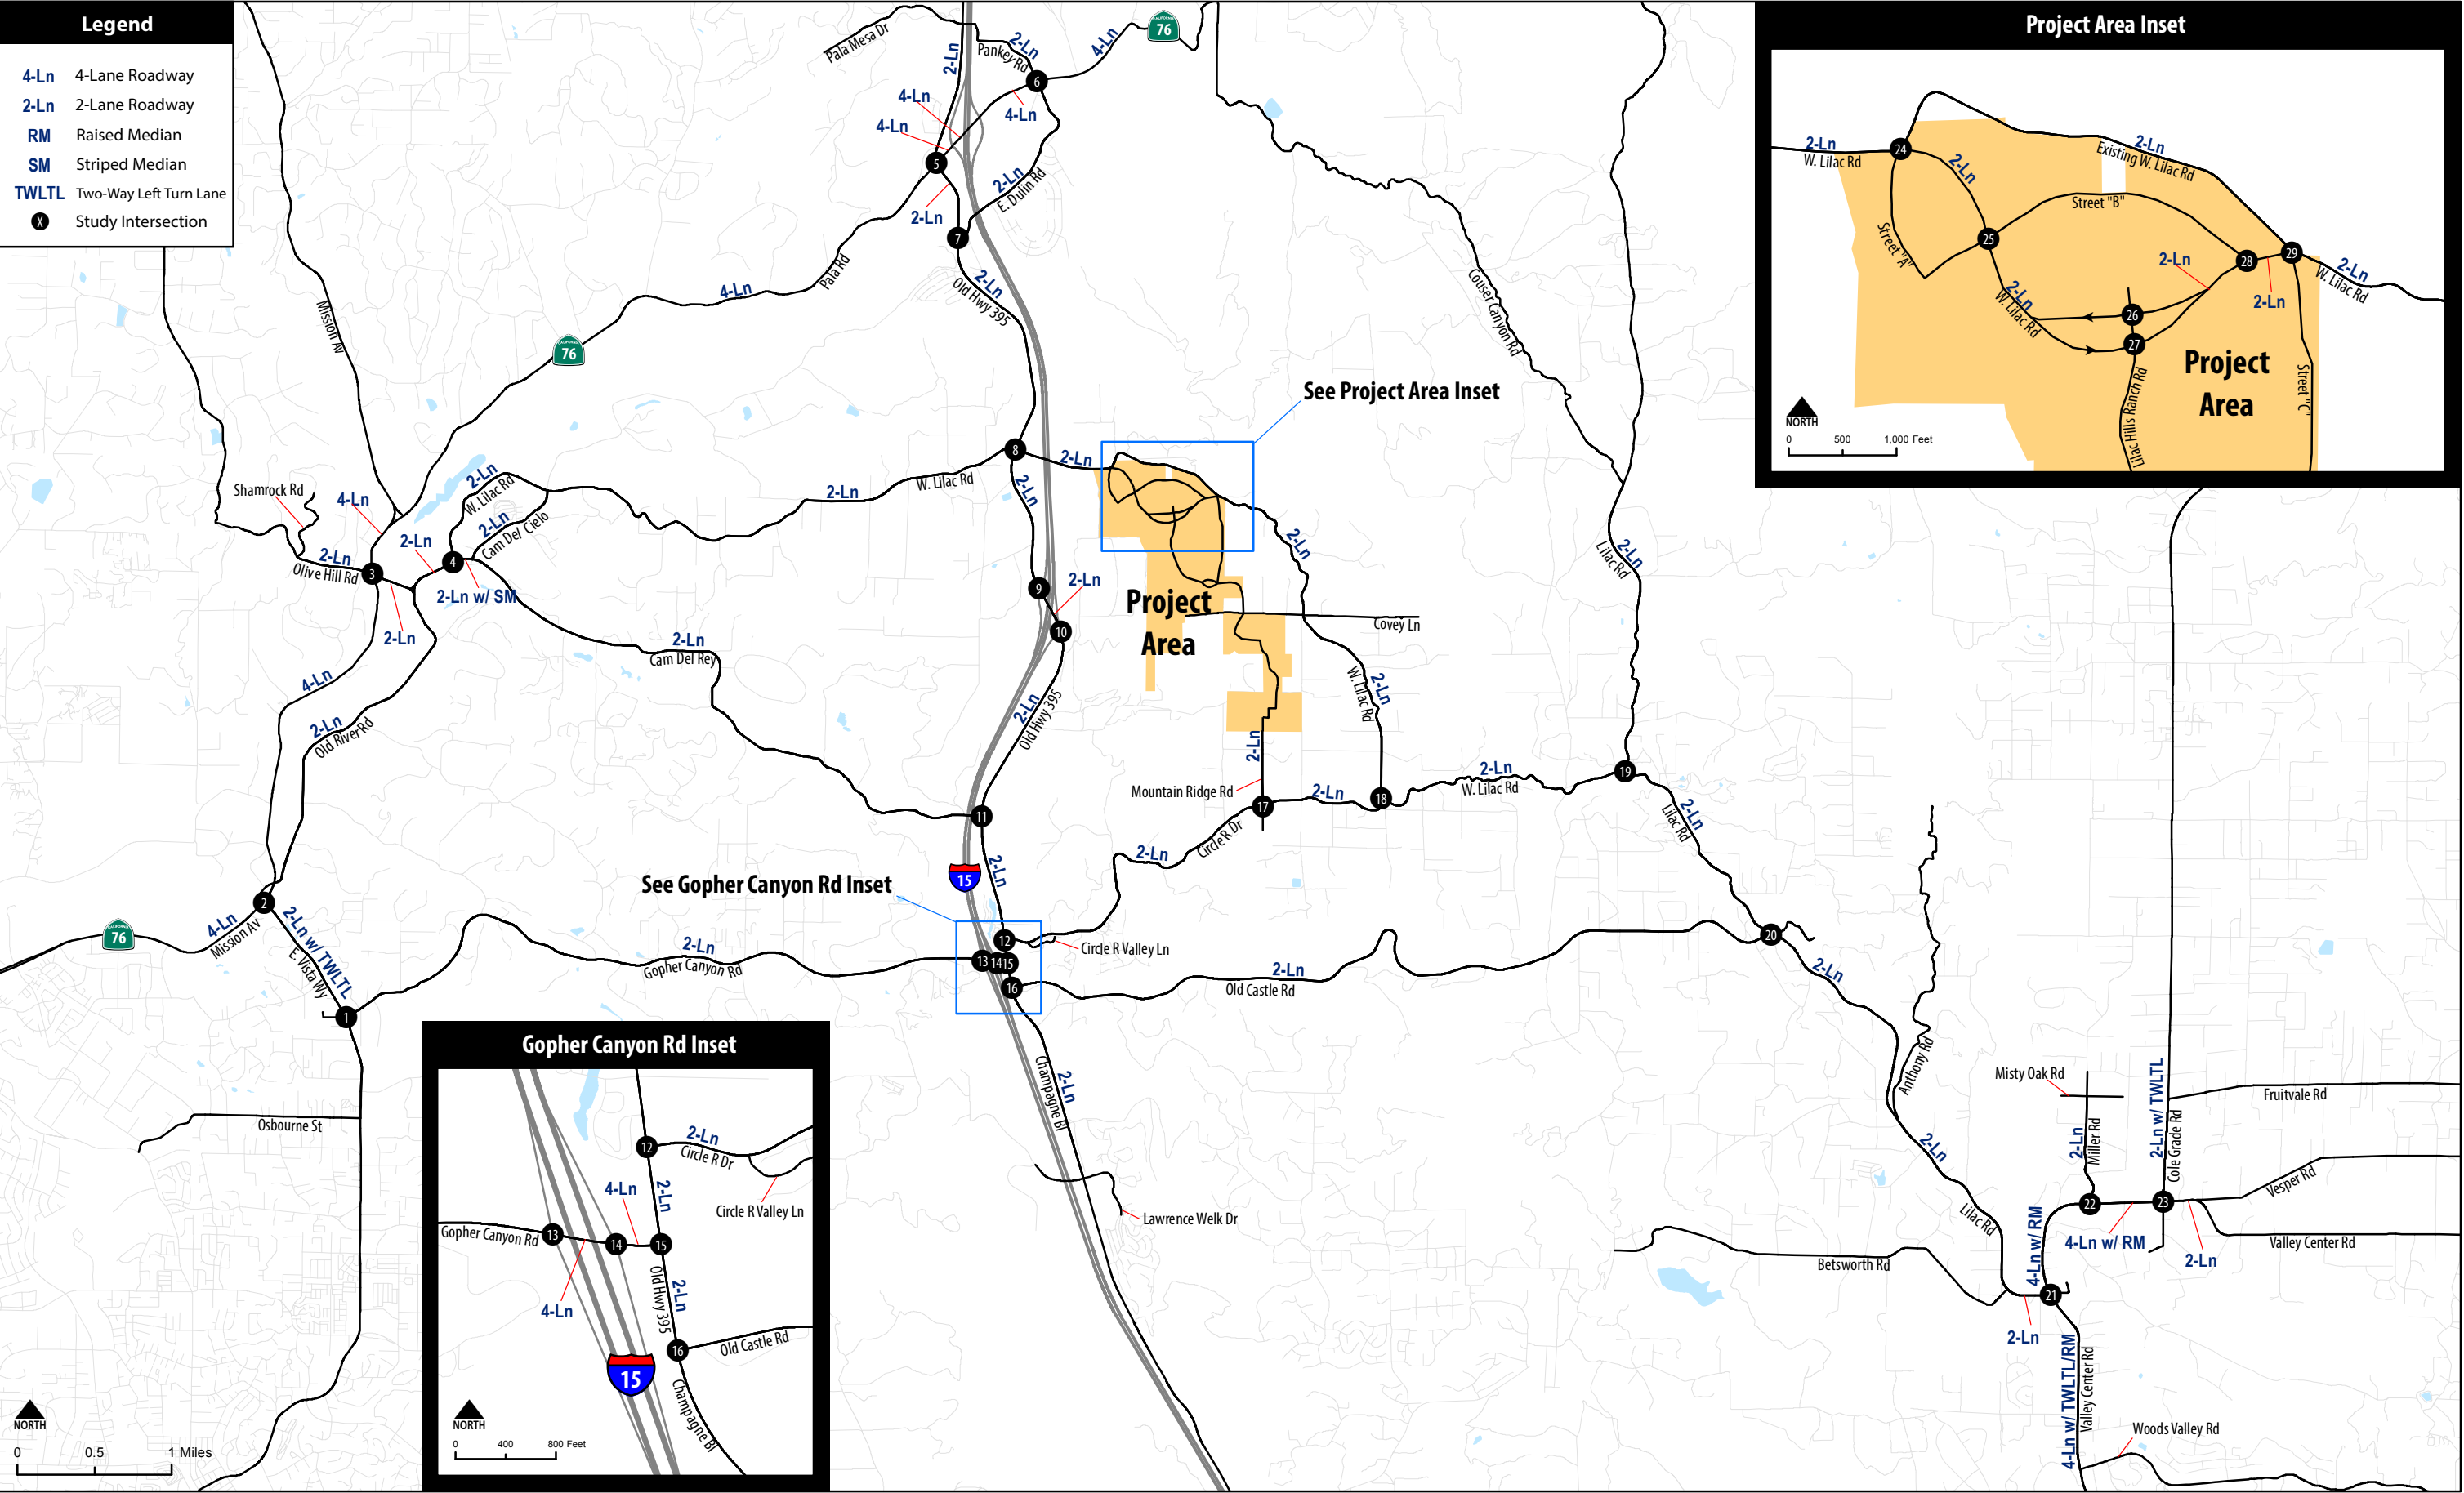 Legend
4-Ln 4-Lane Roadway
2-Ln 2-Lane Roadway
RM Raised Median
SM Striped Median
TWLTL Two-Way Left Turn Lane
X Study Intersection
Project Area Inset
2-Ln
W. Lilac Rd
24
2-Ln
2-Ln
Existing W. Lilac Rd
Street "B"
Street "A"
25
2-Ln
28
29
2-Ln
W. Lilac Rd
2-Ln
2-Ln
W. Lilac Rd
26
27
Project
Area
Lilac Hills Ranch Rd
Street "C"
NORTH
0 500 1,000 Feet
Pala Mesa Dr
2-Ln
2-Ln
Pankey Rd
4-Ln
CALIFORNIA
76
6
4-Ln
4-Ln
4-Ln
5
2-Ln
2-Ln
E. Dulin Rd
7
Pala Rd
4-Ln
2-Ln
Old Hwy 395
Mission Av
CALIFORNIA
76
Couser Canyon Rd
See Project Area Inset
8
2-Ln
W. Lilac Rd
2-Ln
2-Ln
2-Ln
W. Lilac Rd
Shamrock Rd
4-Ln
2-Ln
Cam Del Cielo
2-Ln
2-Ln
Olive Hill Rd
3
4
2-Ln w/ SM
2-Ln
9
2-Ln
10
Project
Area
Covey Ln
2-Ln
2-Ln
Lilac Rd
2-Ln
Cam Del Rey
4-Ln
2-Ln
Old River Rd
2-Ln
Old Hwy 395
2-Ln
W. Lilac Rd
2-Ln
Mountain Ridge Rd
17
2-Ln
18
2-Ln
W. Lilac Rd
19
11
2-Ln
Circle R Dr
2-Ln
Lilac Rd
2-Ln
15
See Gopher Canyon Rd Inset
2-Ln
2
4-Ln
Mission Av
CALIFORNIA
76
2-Ln w/ TWLTL
E. Vista Wy
1
2-Ln
Gopher Canyon Rd
12
Circle R Valley Ln
13
14
15
16
2-Ln
Old Castle Rd
20
2-Ln
Anthony Rd
Champagne Bl
2-Ln
Osbourne St
Misty Oak Rd
2-Ln
Miller Rd
2-Ln w/ TWLTL
Cole Grade Rd
Fruitvale Rd
2-Ln
Lilac Rd
Vesper Rd
22
23
4-Ln w/ RM
4-Ln w/ RM
2-Ln
Valley Center Rd
Betsworth Rd
21
2-Ln
4-Ln w/ TWLTL/RM
Valley Center Rd
Woods Valley Rd
Lawrence Welk Dr
Gopher Canyon Rd Inset
12
2-Ln
Circle R Dr
4-Ln
2-Ln
Circle R Valley Ln
Gopher Canyon Rd
13
14
15
4-Ln
Old Hwy 395
2-Ln
16
Old Castle Rd
15
Champagne Bl
NORTH
0 400 800 Feet
NORTH
0 0.5 1 Miles